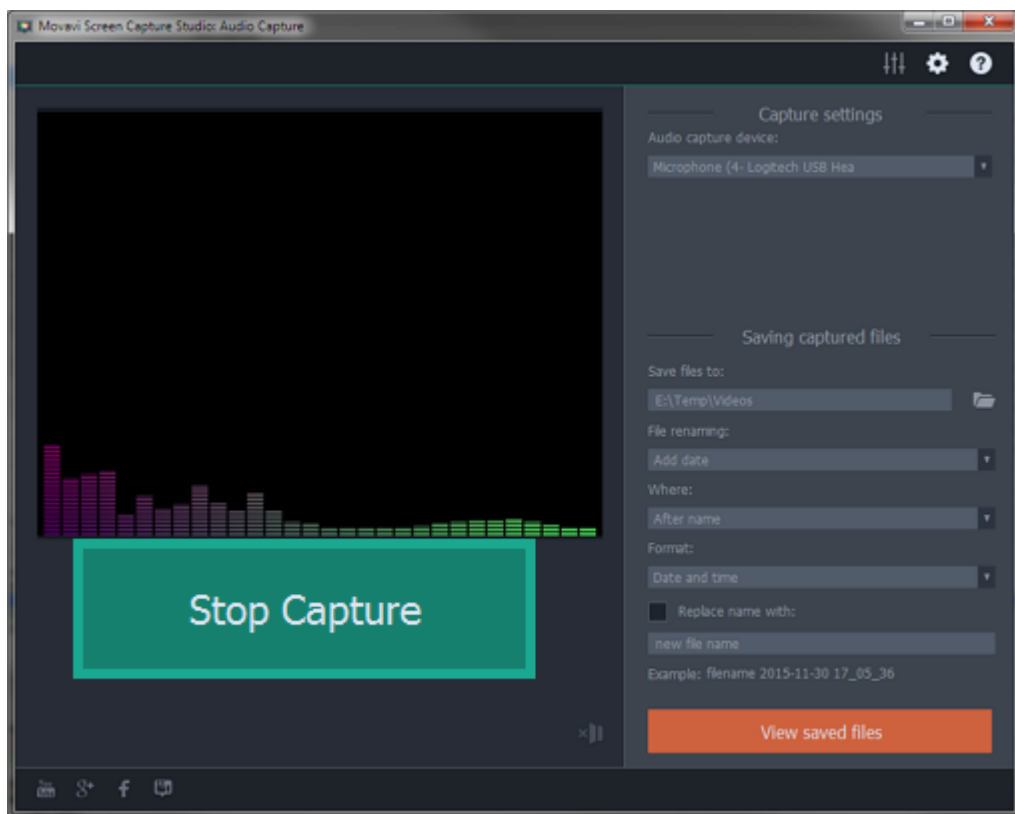 Movavi Screen Capture Studio: Audio Capture
Capture settings
Audio capture device:
Microphone (4- Logitech USB Hea
Saving captured files
Save files to:
E:\Temp\Videos
File renaming:
Add date
Where:
After name
Format:
Date and time
Replace name with:
new file name
Example: filename 2015-11-30 17_05_36
Stop Capture
View saved files